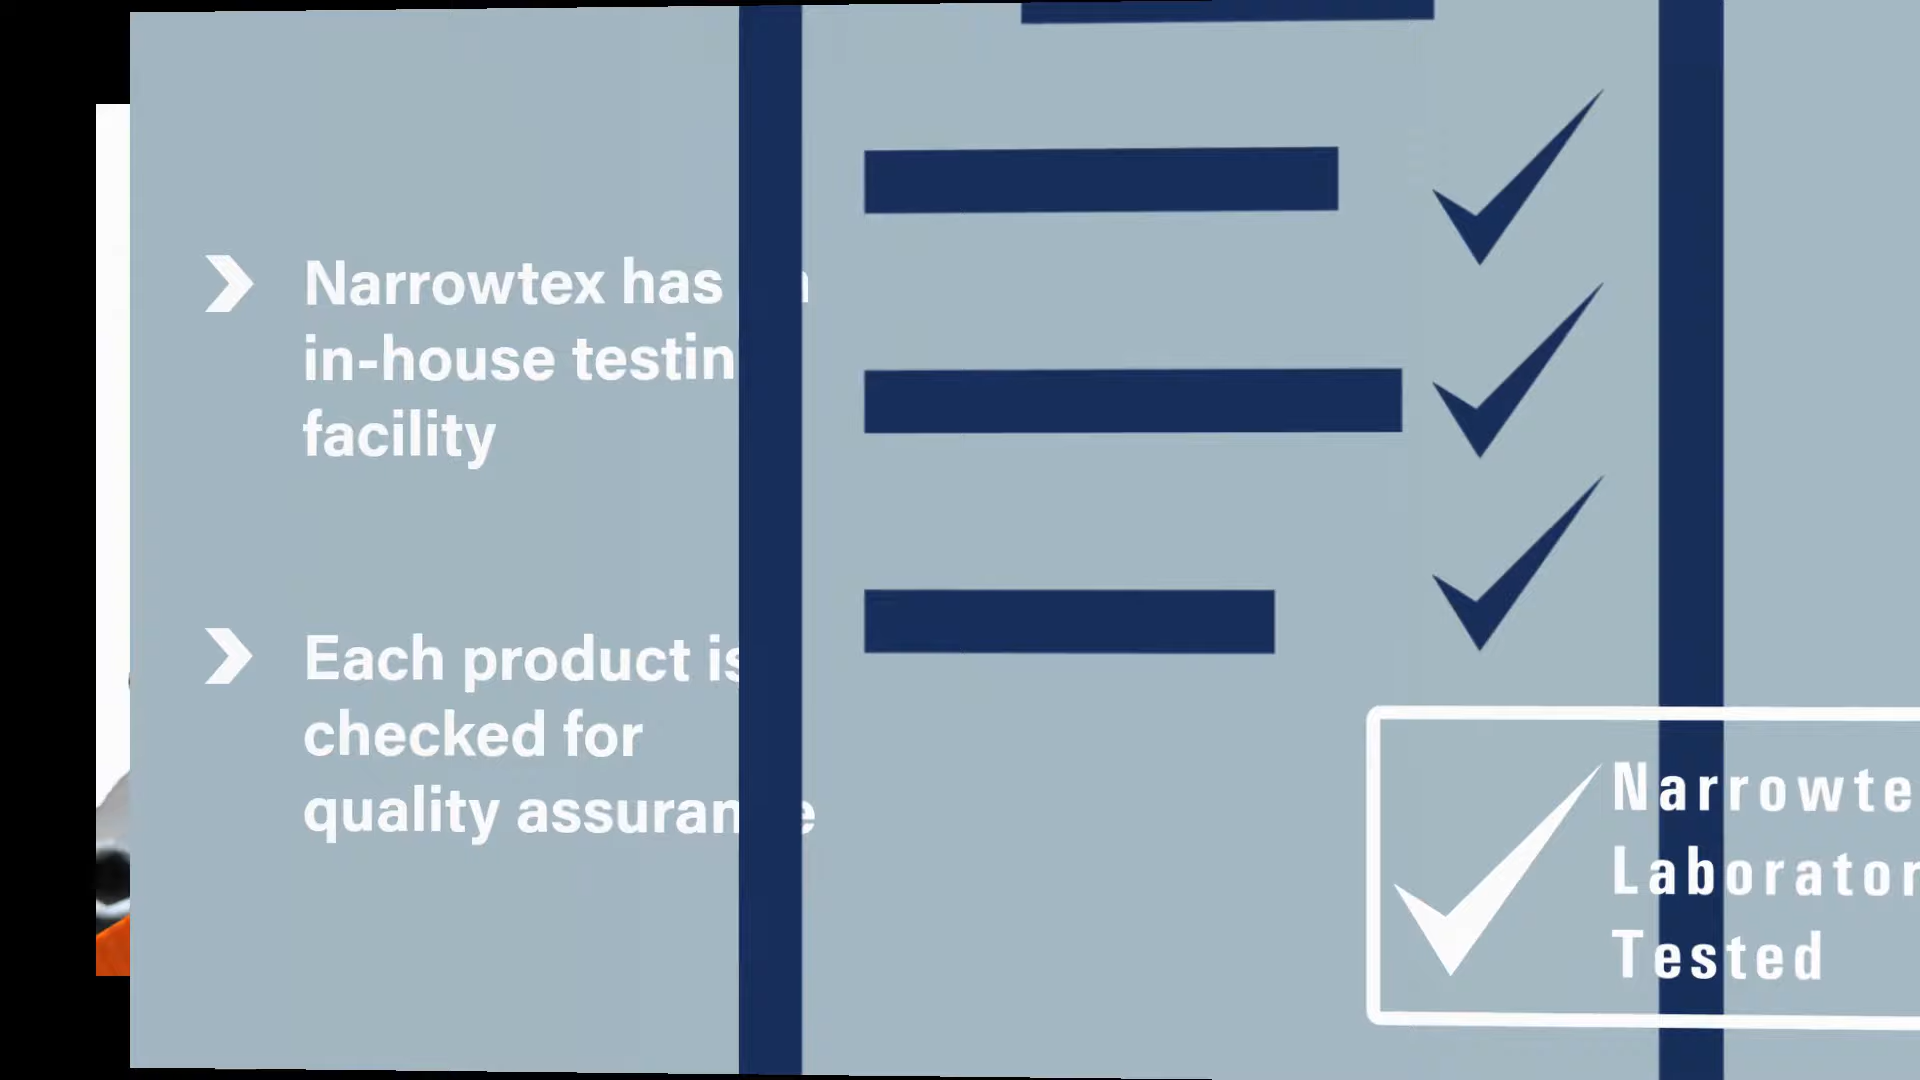 Narrowtex has
in-house testin
facility
Each product is
checked for
quality assuran e
Narrowte
Laborator
Tested